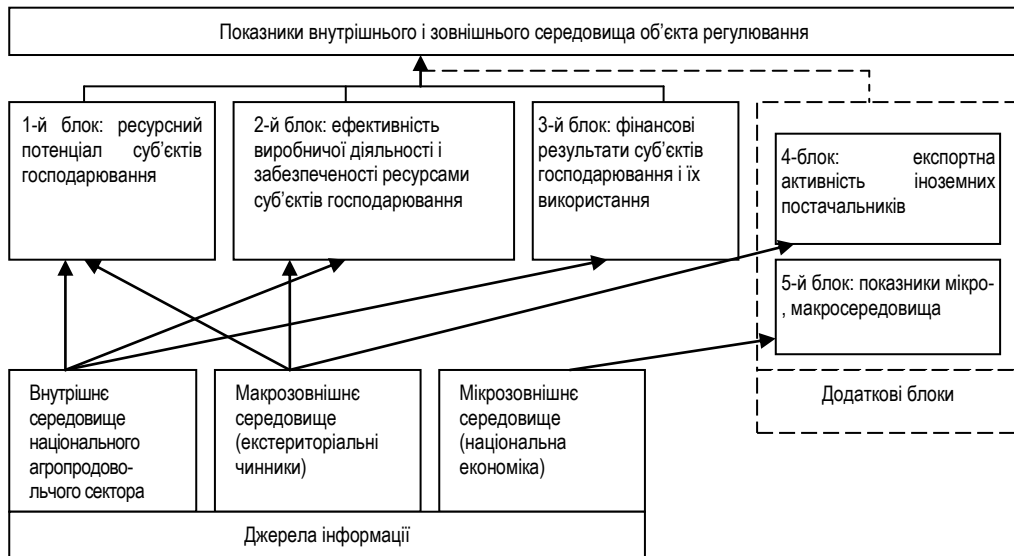 Показники внутрішнього і зовнішнього середовища об’єкта регулювання
1-й блок: ресурсний
потенціал суб’єктів
господарювання
2-й блок: ефективність
виробничої діяльності і
забезпеченості ресурсами
суб’єктів господарювання
3-й блок: фінансові
результати суб’єктів
господарювання і їх
використання
4-блок: експортна
активність іноземних
постачальників
5-й блок: показники мікро-
, макросередовища
Додаткові блоки
Внутрішнє
середовище
національного
агропродово-
льчого сектора
Макрозовнішнє
середовище
(екстериторіальні
чинники)
Мікрозовнішнє
середовище
(національна
економіка)
Джерела інформації